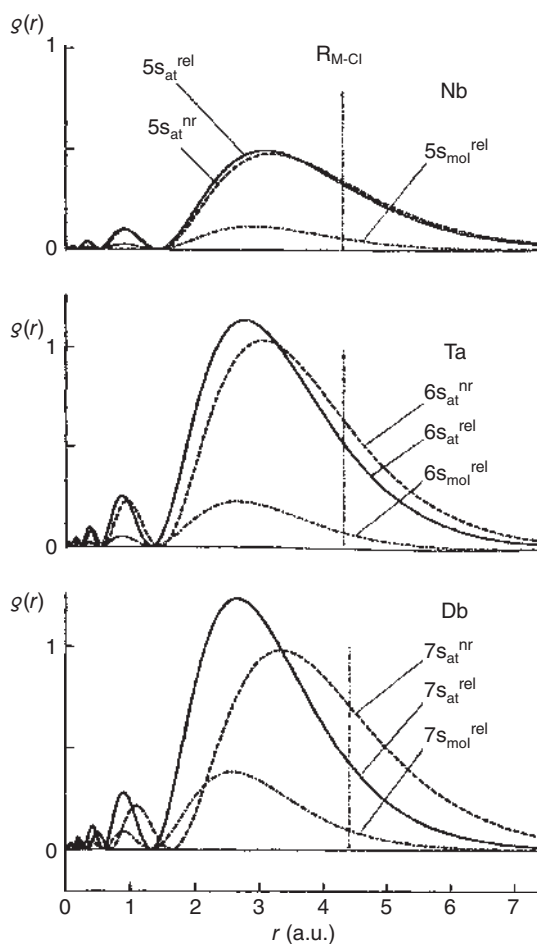 ϱ(r)
1
0
5s_at^rel
5s_at^nr
R_M-Cl
Nb
5s_mol^rel
ϱ(r)
1
0
Ta
6s_at^nr
6s_at^rel
6s_mol^rel
ϱ(r)
1
0
Db
7s_at^nr
7s_at^rel
7s_mol^rel
0 1 2 3 4 5 6 7
r (a.u.)